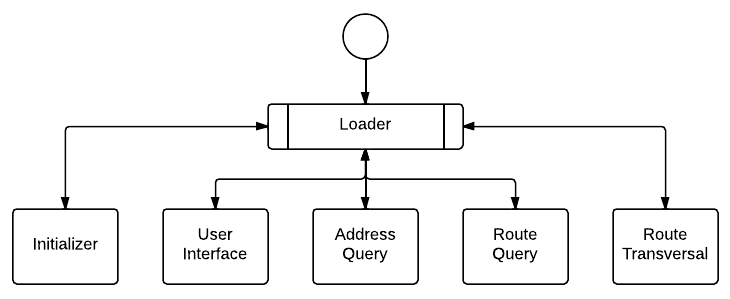 Loader
Initializer
User
Interface
Address
Query
Route
Query
Route
Transversal